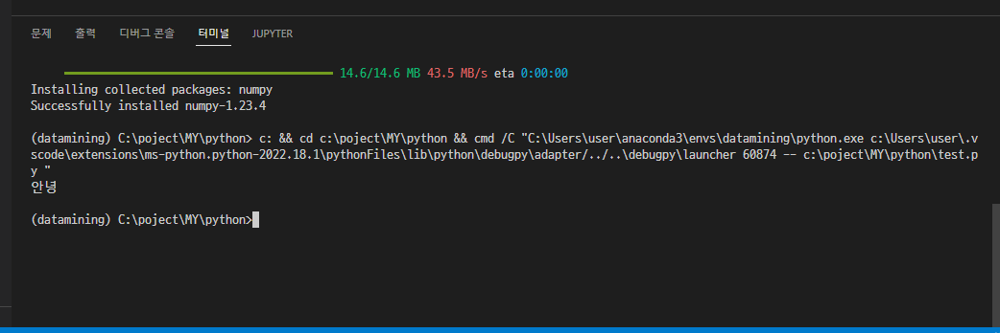 문제 출력 디버그 콘솔 터미널 JUPYTER
14.6/14.6 MB 43.5 MB/s eta 0:00:00
Installing collected packages: numpy
Successfully installed numpy-1.23.4
(datamining) C:\poject\MY\python> c: && cd c:\poject\MY\python && cmd /C "C:\Users\user\anaconda3\envs\datamining\python.exe c:\Users\user\.v
scode\extensions\ms-python.python-2022.18.1\pythonFiles\lib\python\debugpy\adapter/../..\debugpy\launcher 60874 -- c:\poject\MY\python\test.p
y "
안녕
(datamining) C:\poject\MY\python>